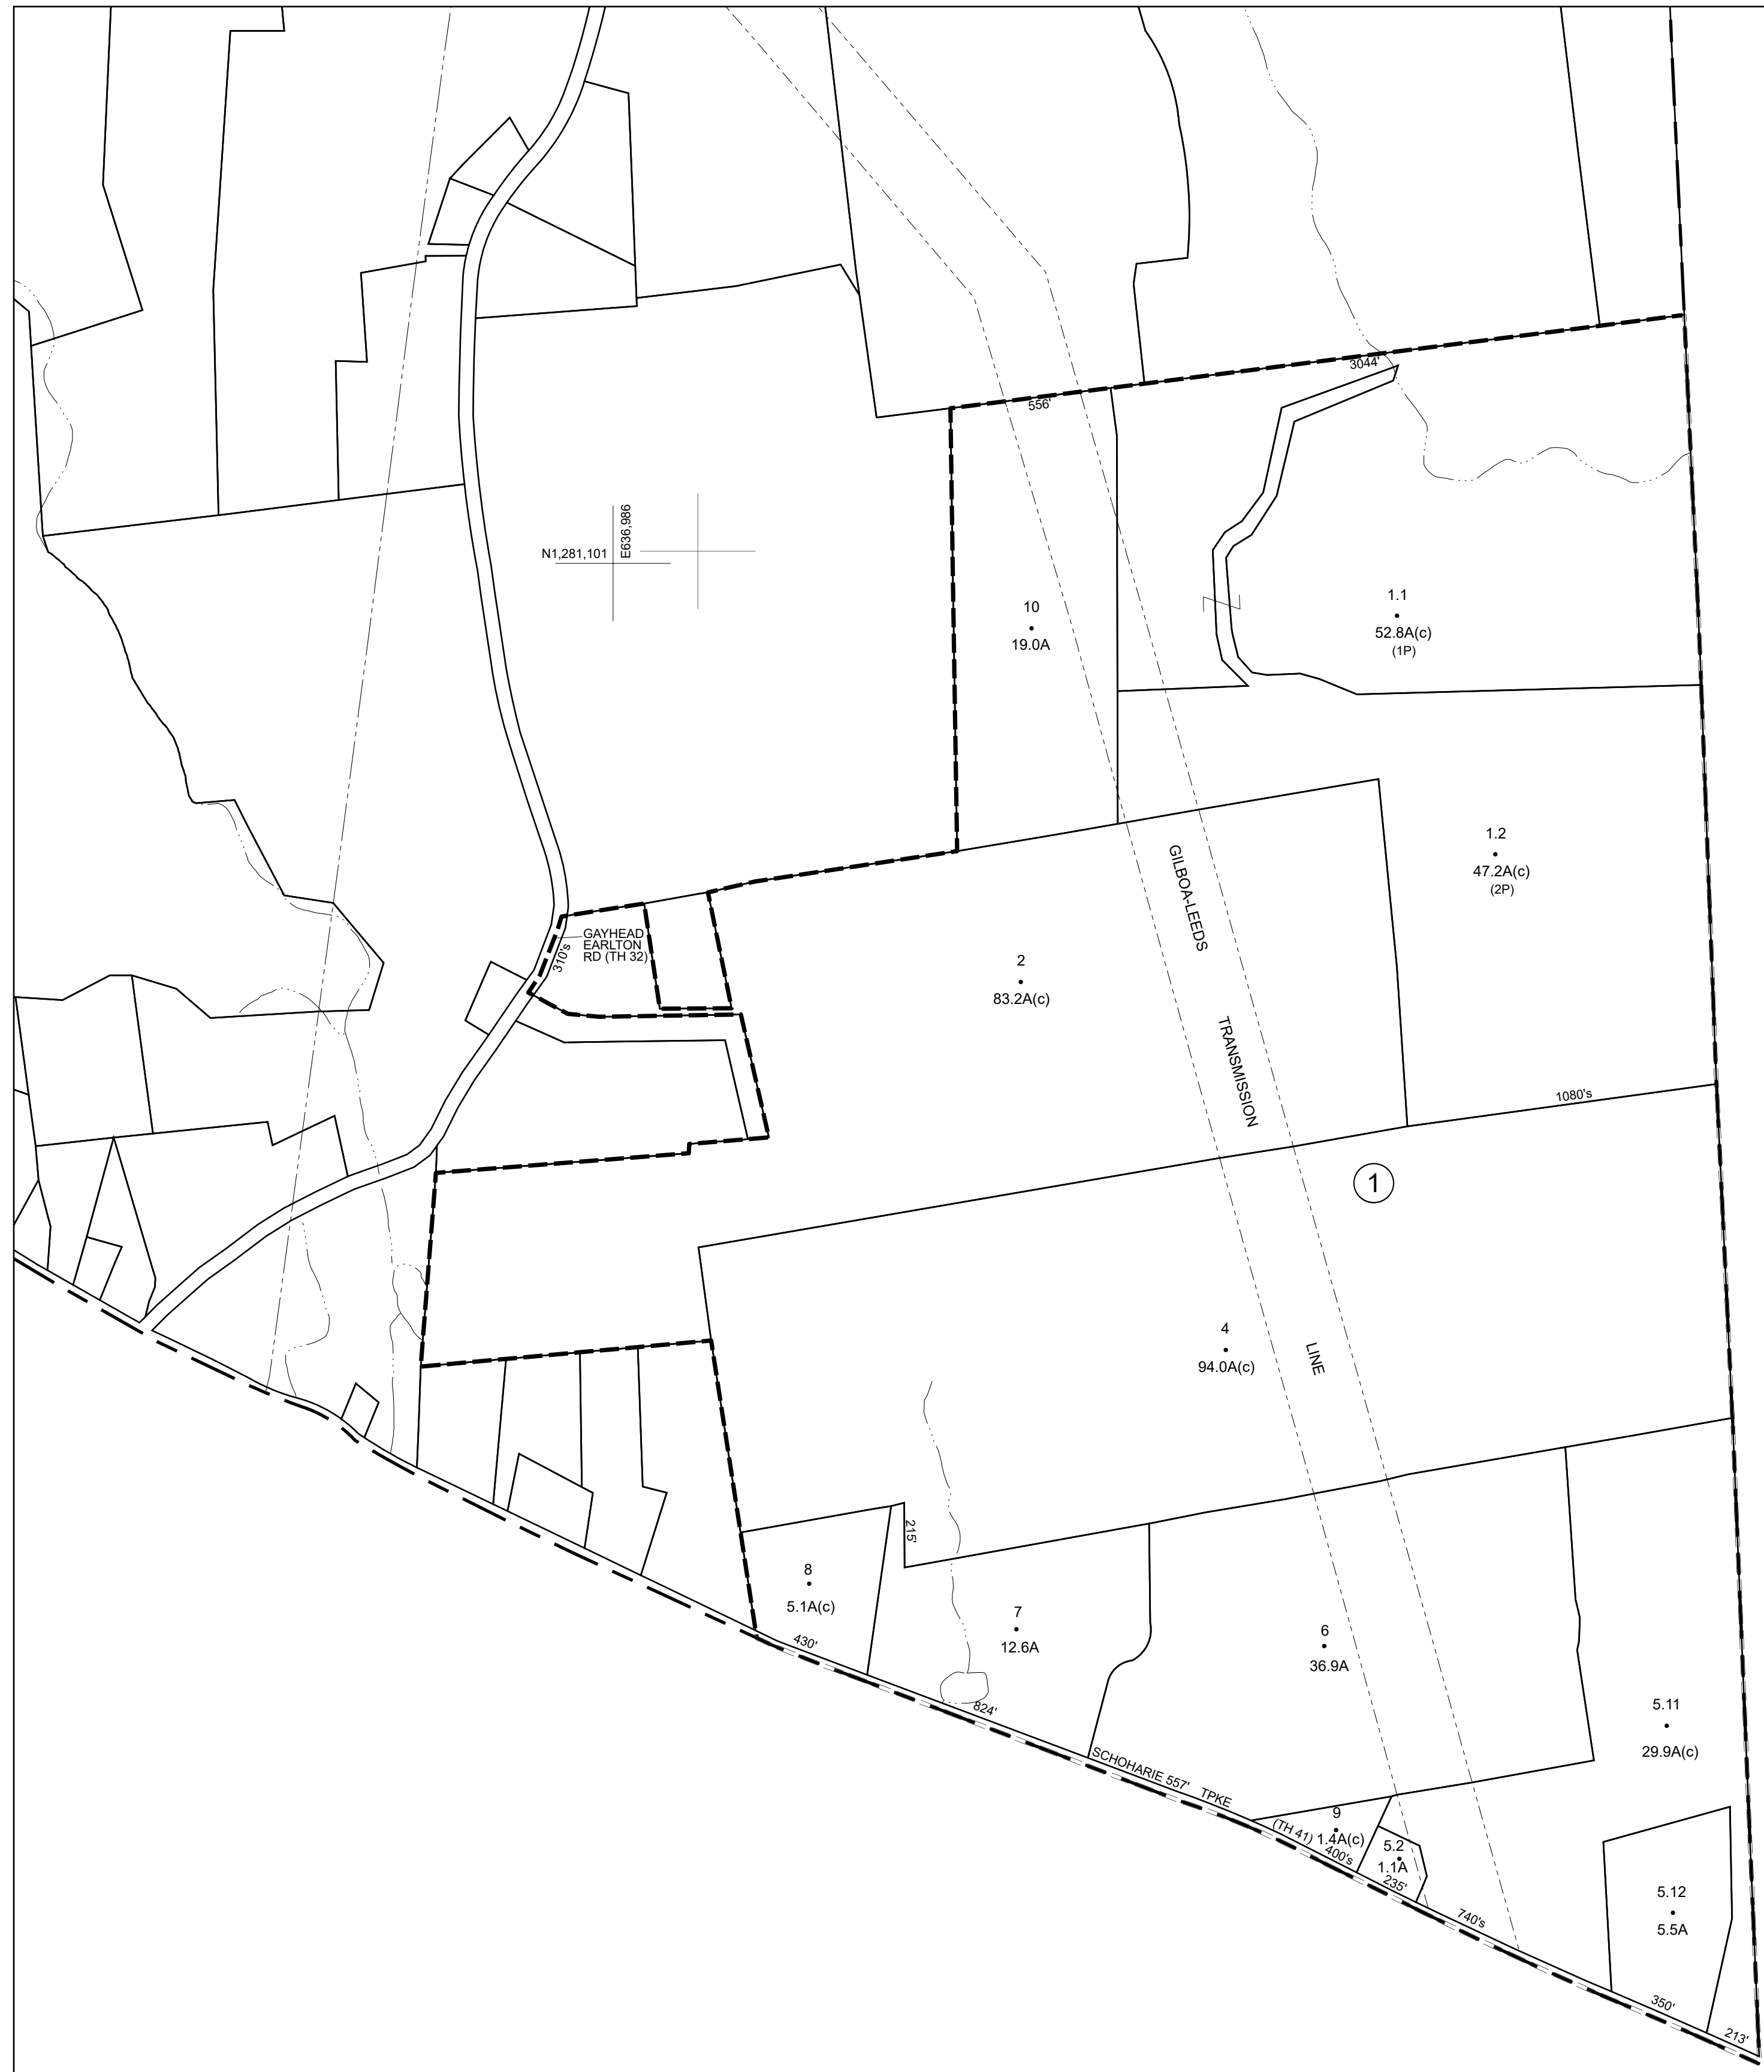 3044'
556'
E636,986
N1,281,101
10
19.0A
1.1
52.8A(c)
(1P)
1.2
47.2A(c)
(2P)
GILBOA-LEEDS
TRANSMISSION
LINE
GAYHEAD
EARLTON
RD (TH 32)
310's
2
83.2A(c)
1080's
1
4
94.0A(c)
215'
8
5.1A(c)
430'
7
12.6A
824'
6
36.9A
5.11
29.9A(c)
SCHOHARIE 557' TPKE
(TH 41)
9
1.4A(c)
400's
5.2
1.1A
235'
740's
5.12
5.5A
350'
213'